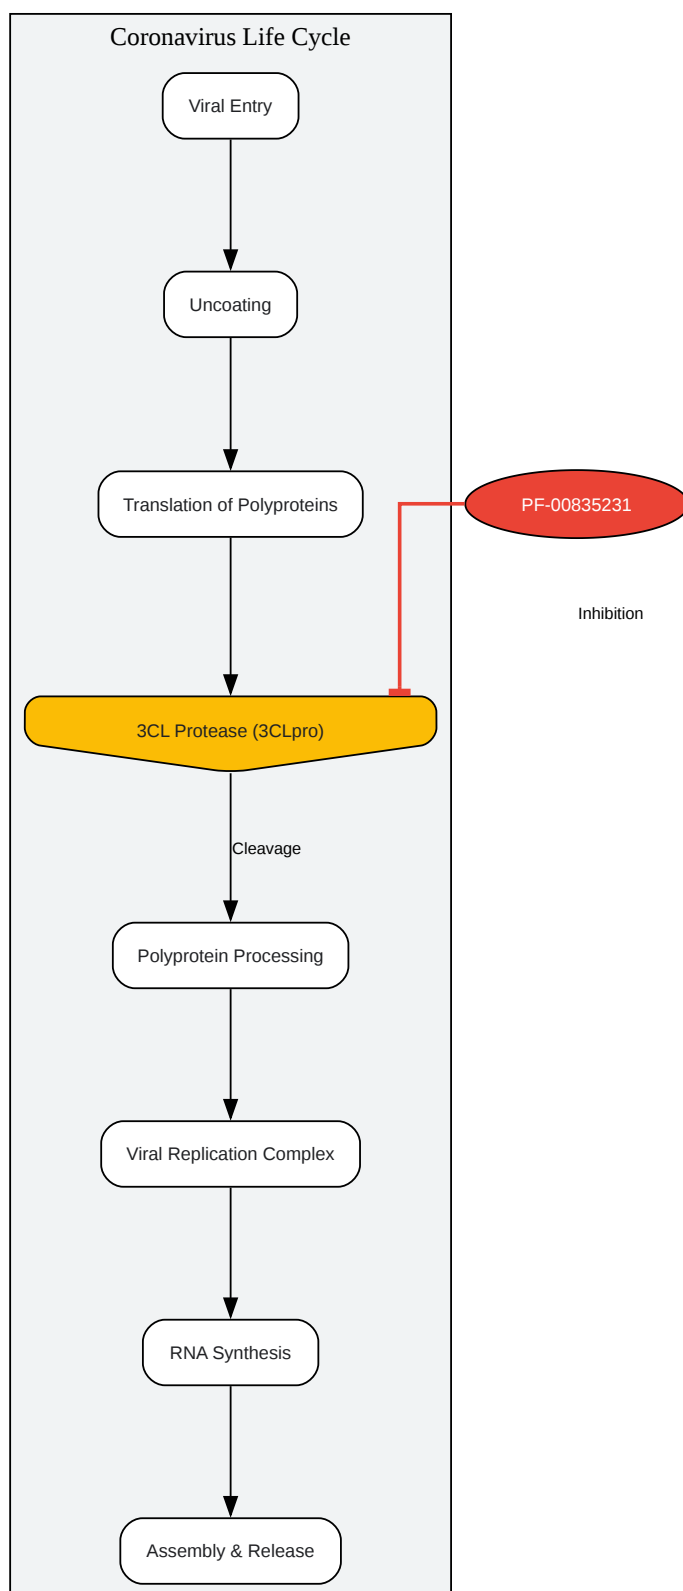 Coronavirus Life Cycle
Viral Entry
Uncoating
Translation of Polyproteins
PF-00835231
Inhibition
3CL Protease (3CLpro)
Cleavage
Polyprotein Processing
Viral Replication Complex
RNA Synthesis
Assembly & Release